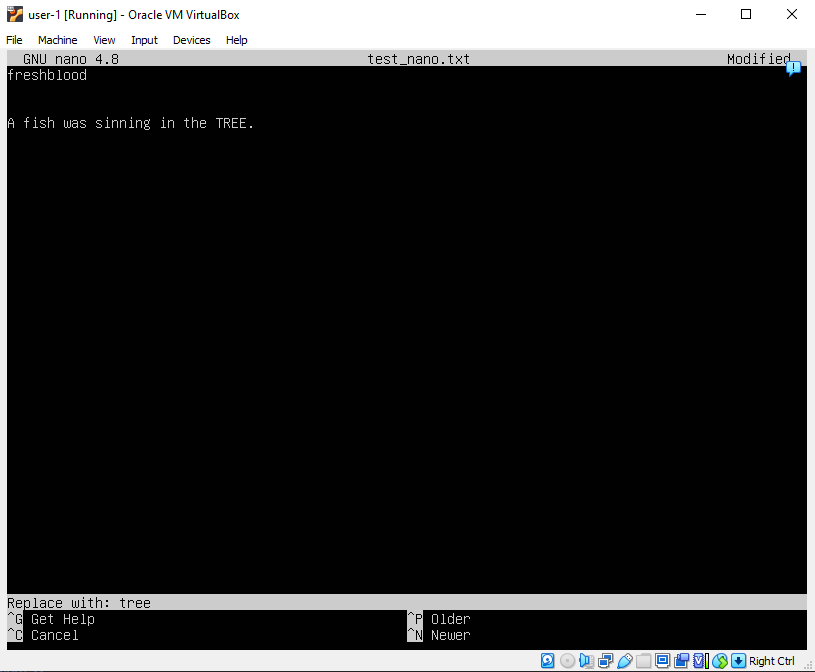 user-1 [Running] - Oracle VM VirtualBox
File Machine View Input Devices Help
GNU nano 4.8 test_nano.txt Modified
freshblood
A fish was sinning in the TREE.
Replace with: tree
^G Get Help ^P Older
^C Cancel ^N Newer
Right Ctrl